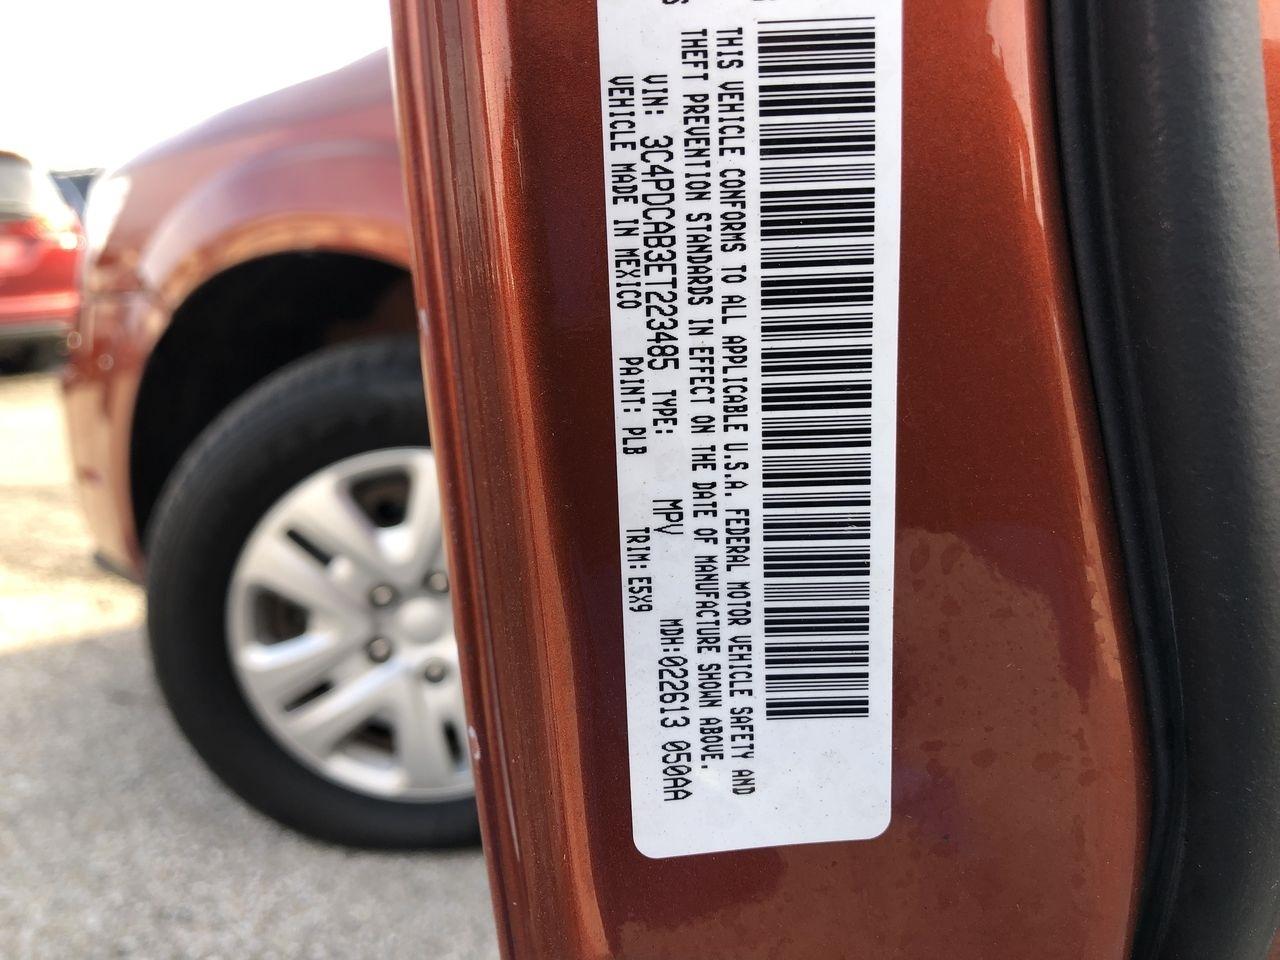 THIS VEHICLE CONFORMS TO ALL APPLICABLE U.S.A. FEDERAL MOTOR VEHICLE SAFETY AND
THEFT PREVENTION STANDARDS IN EFFECT ON THE DATE OF MANUFACTURE SHOWN ABOVE.
VIN: 3C4PDCAB3ET223485 TYPE: MPV MDH:022613 050AA
VEHICLE MADE IN MEXICO PAINT: PLB TRIM: E5X9